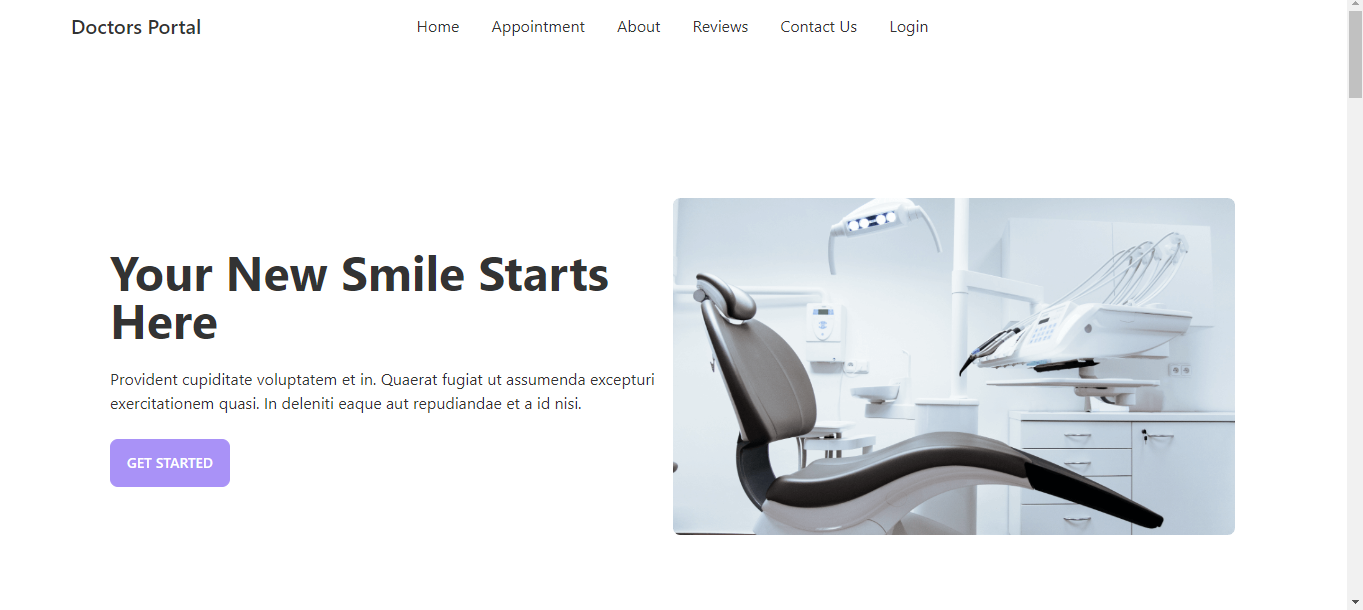 Doctors Portal
Home Appointment About Reviews Contact Us Login
Your New Smile Starts
Here
Provident cupiditate voluptatem et in. Quaerat fugiat ut assumenda excepturi
exercitationem quasi. In deleniti eaque aut repudiandae et a id nisi.
GET STARTED